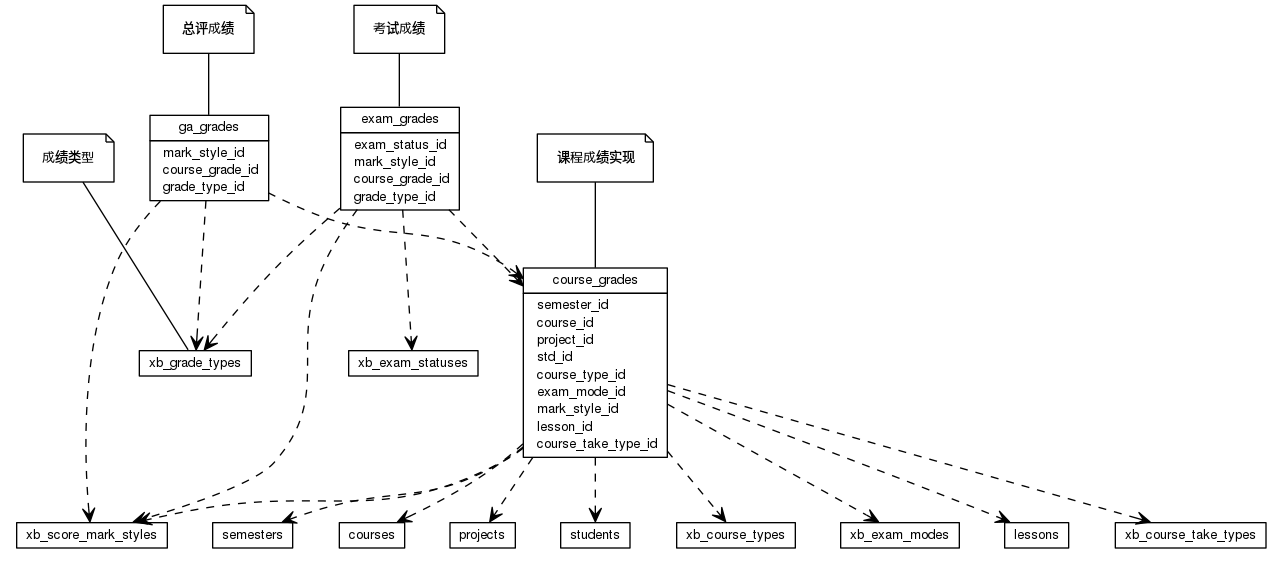 总评成绩
考试成绩
ga_grades
mark_style_id
course_grade_id
grade_type_id
exam_grades
exam_status_id
mark_style_id
course_grade_id
grade_type_id
成绩类型
课程成绩实现
course_grades
semester_id
course_id
project_id
std_id
course_type_id
exam_mode_id
mark_style_id
lesson_id
course_take_type_id
xb_grade_types
xb_exam_statuses
xb_score_mark_styles
semesters
courses
projects
students
xb_course_types
xb_exam_modes
lessons
xb_course_take_types